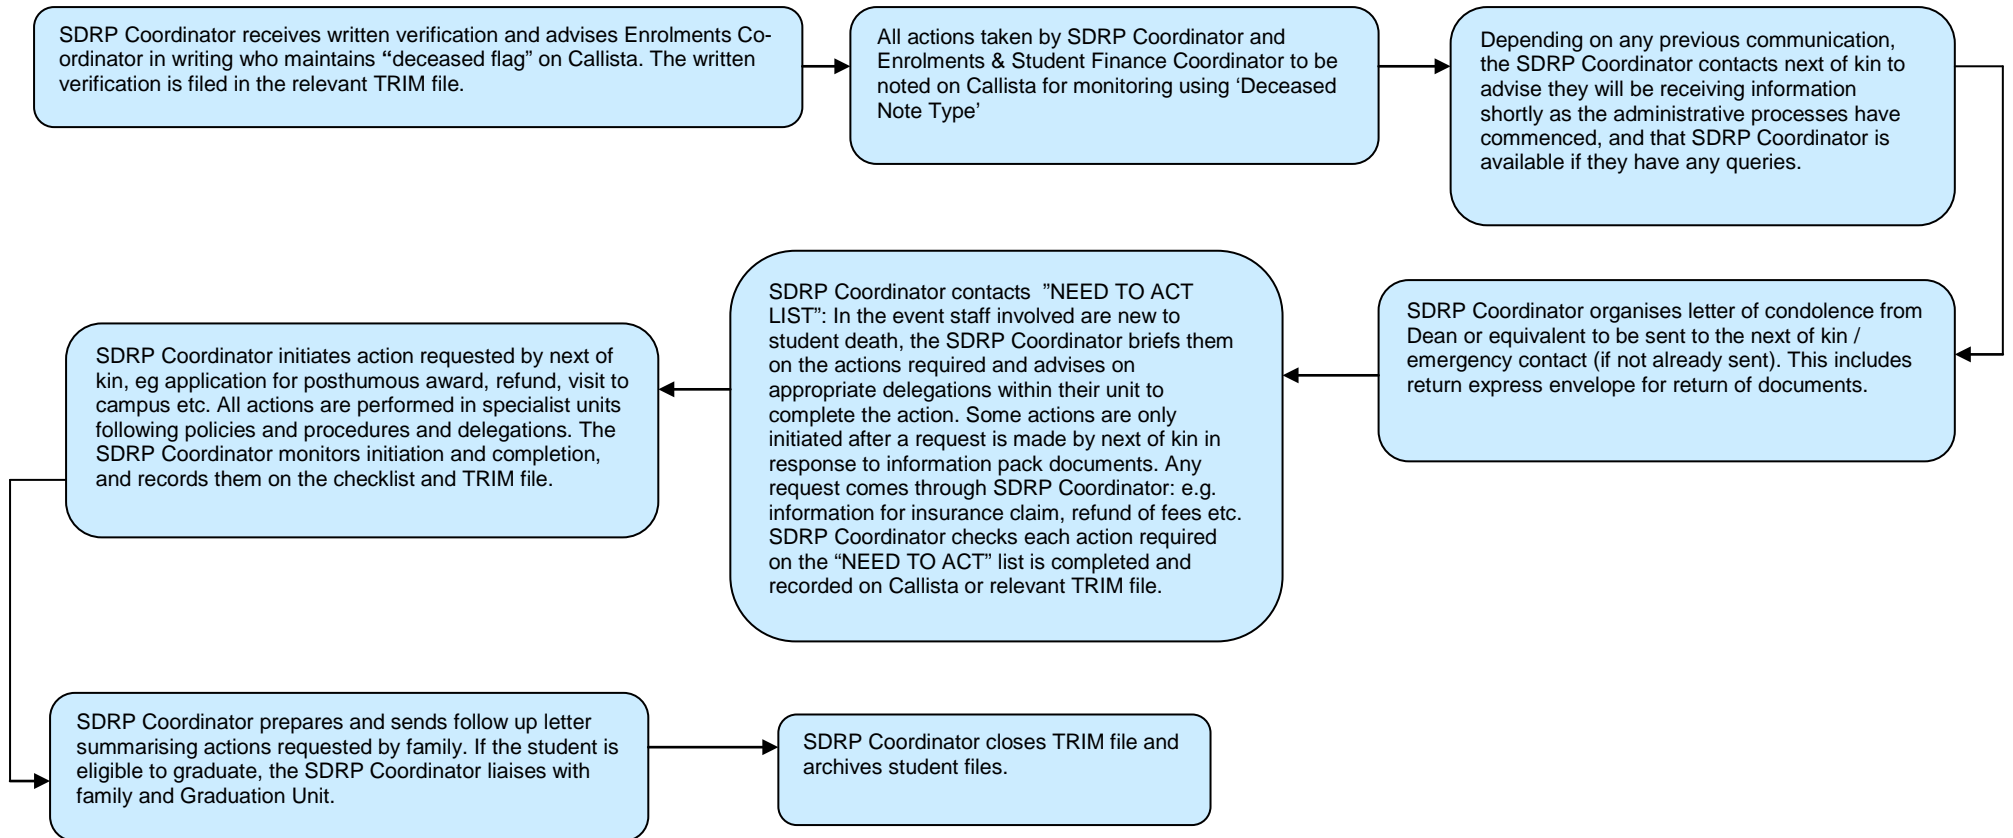 SDRP Coordinator receives written verification and advises Enrolments Co-
ordinator in writing who maintains “deceased flag” on Callista. The written
verification is filed in the relevant TRIM file.
All actions taken by SDRP Coordinator and
Enrolments & Student Finance Coordinator to be
noted on Callista for monitoring using ‘Deceased
Note Type’
Depending on any previous communication,
the SDRP Coordinator contacts next of kin to
advise they will be receiving information
shortly as the administrative processes have
commenced, and that SDRP Coordinator is
available if they have any queries.
SDRP Coordinator organises letter of condolence from
Dean or equivalent to be sent to the next of kin /
emergency contact (if not already sent). This includes
return express envelope for return of documents.
SDRP Coordinator contacts  ”NEED TO ACT
LIST”: In the event staff involved are new to
student death, the SDRP Coordinator briefs them
on the actions required and advises on
appropriate delegations within their unit to
complete the action. Some actions are only
initiated after a request is made by next of kin in
response to information pack documents. Any
request comes through SDRP Coordinator: e.g.
information for insurance claim, refund of fees etc.
SDRP Coordinator checks each action required
on the “NEED TO ACT” list is completed and
recorded on Callista or relevant TRIM file.
SDRP Coordinator initiates action requested by next of
kin, eg application for posthumous award, refund, visit to
campus etc. All actions are performed in specialist units
following policies and procedures and delegations. The
SDRP Coordinator monitors initiation and completion,
and records them on the checklist and TRIM file.
SDRP Coordinator prepares and sends follow up letter
summarising actions requested by family. If the student is
eligible to graduate, the SDRP Coordinator liaises with
family and Graduation Unit.
SDRP Coordinator closes TRIM file and
archives student files.